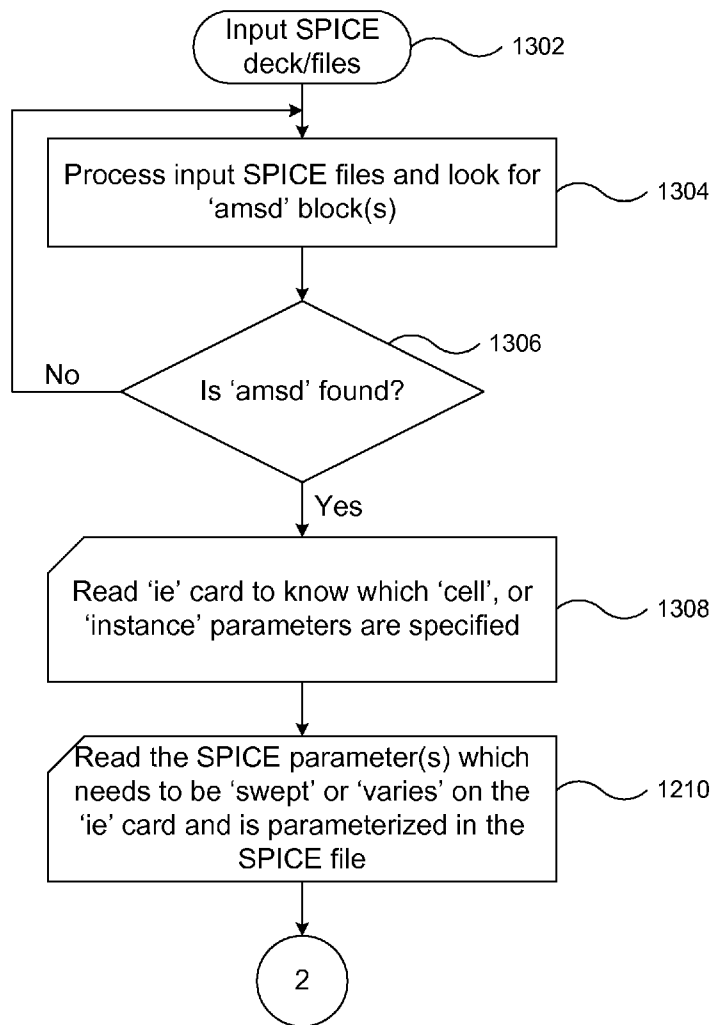 Input SPICE
deck/files
1302
Process input SPICE files and look for
‘amsd’ block(s)
1304
1306
Is ‘amsd’ found?
No
Yes
Read ‘ie’ card to know which ‘cell’, or
‘instance’ parameters are specified
1308
Read the SPICE parameter(s) which
needs to be ‘swept’ or ‘varies’ on the
‘ie’ card and is parameterized in the
SPICE file
1210
2